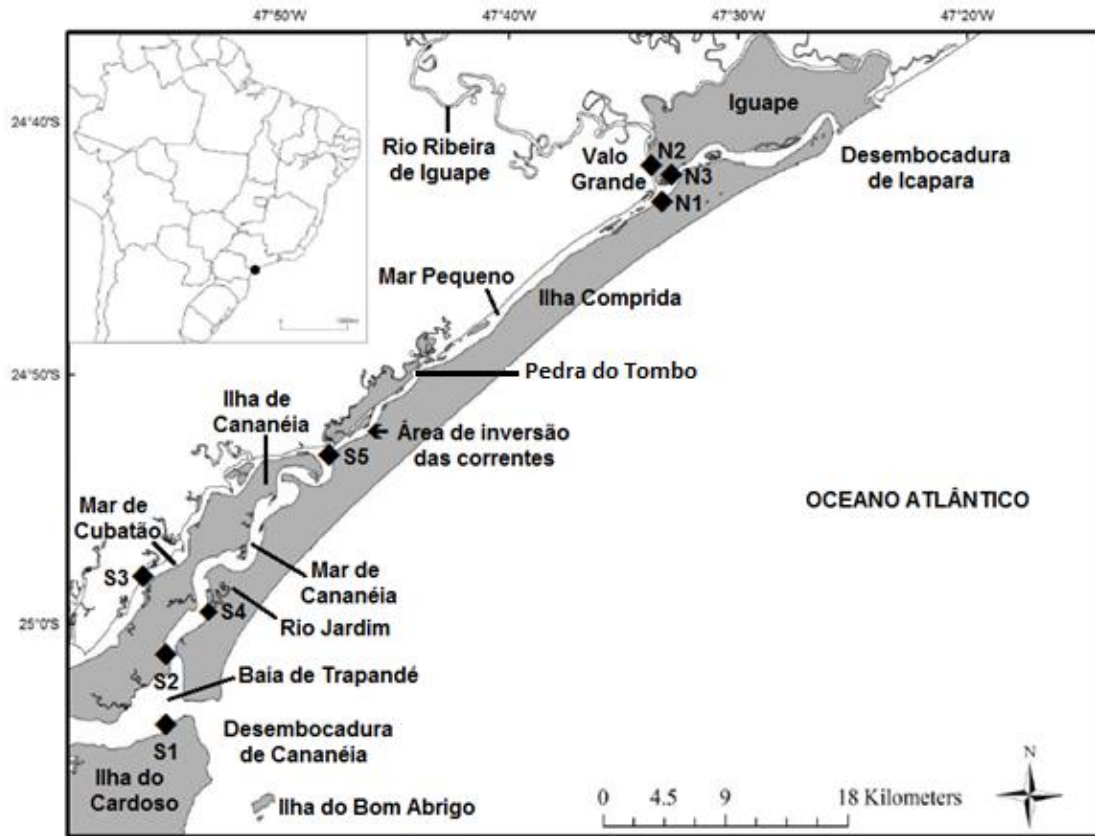 47°50'W
47°40'W
47°30'W
47°20'W
24°40'S
Iguape
Rio Ribeira
de Iguape
Valo
Grande
N2
N3
N1
Desembocadura
de Icapara
Mar Pequeno
Ilha Comprida
24°50'S
Pedra do Tombo
Ilha de
Cananéia
Área de inversão
das correntes
S5
OCEANO ATLÂNTICO
Mar de
Cubatão
S3
Mar de
Cananéia
S4
Rio Jardim
25°0'S
S2
Baia de Trapandé
S1
Desembocadura
de Cananéia
Ilha do
Cardoso
Ilha do Bom Abrigo
N
0 4.5 9 18 Kilometers